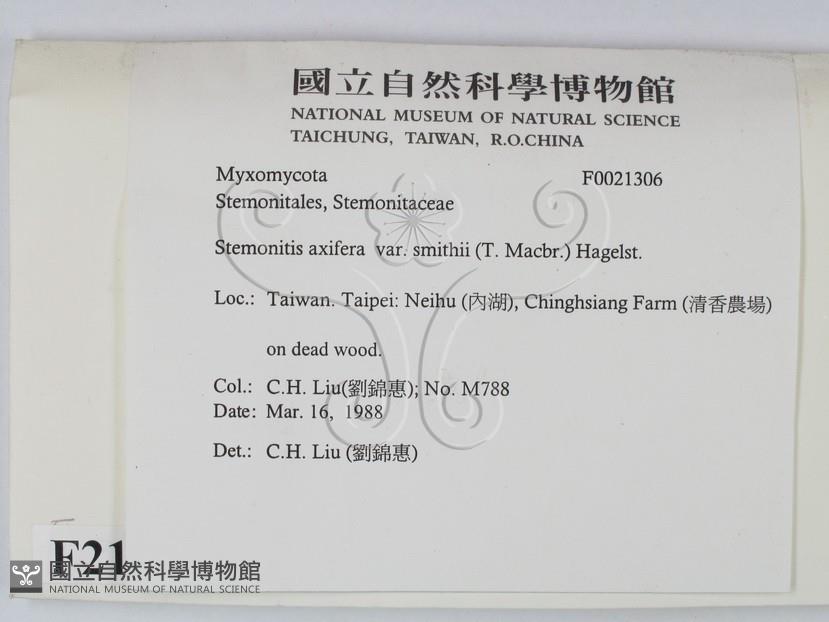 國立自然科學博物館
NATIONAL MUSEUM OF NATURAL SCIENCE
TAICHUNG, TAIWAN, R.O.CHINA
Myxomycota F0021306
Stemonitales, Stemonitaceae
Stemonitis axifera var. smithii (T. Macbr.) Hagelst.
Loc.: Taiwan. Taipei: Neihu (內湖), Chinghsiang Farm (清香農場)
on dead wood.
Col.: C.H. Liu(劉錦惠); No. M788
Date: Mar. 16, 1988
Det.: C.H. Liu (劉錦惠)
F21
國立自然科學博物館
NATIONAL MUSEUM OF NATURAL SCIENCE